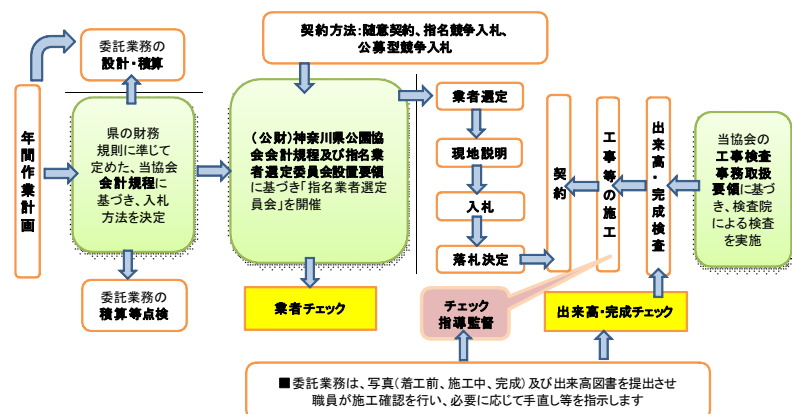 契約方法：随意契約、指名競争入札、
公募型競争入札
委託業務の
設計・積算
年間作業計画
県の財務
規則に準じて
定めた、当協会
会計規程に
基づき、入札
方法を決定
委託業務の
積算等点検
（公財）神奈川県公園協
会会計規程及び指名業
者選定委員会設置要領
に基づき「指名業者選定
員会」を開催
業者チェック
業者選定
現地説明
入札
落札決定
契約
工事等の施工
出来高・完成検査
当協会の
工事検査
事務取扱
要領に基づ
き、検査院
による検査
を実施
チェック
指導監督
出来高・完成チェック
■委託業務は、写真（着工前、施工中、完成）及び出来高図書を提出させ
職員が施工確認を行い、必要に応じて手直し等を指示します